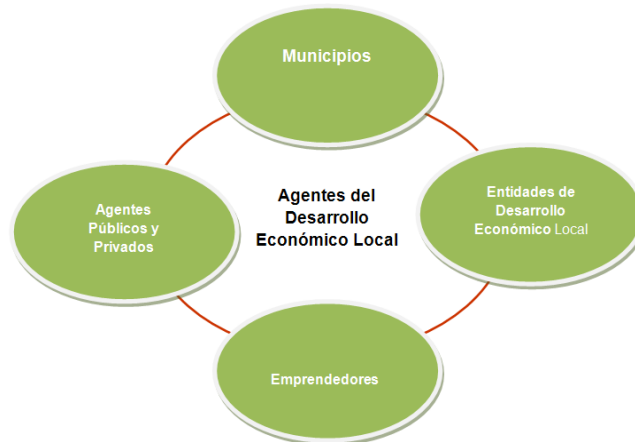 Municipios
Agentes
Públicos y
Privados
Agentes del
Desarrollo
Económico Local
Entidades de
Desarrollo
Económico Local
Emprendedores